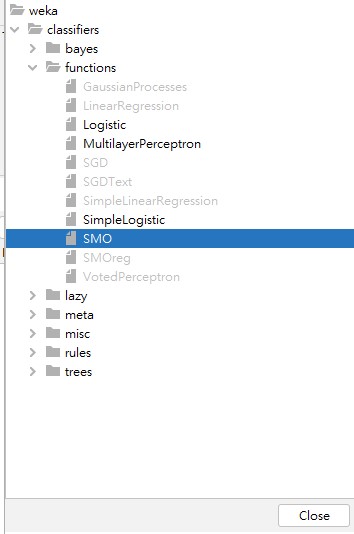 weka
classifiers
bayes
functions
GaussianProcesses
LinearRegression
Logistic
MultilayerPerceptron
SGD
SGDText
SimpleLinearRegression
SimpleLogistic
SMO
SMOreg
VotedPerceptron
lazy
meta
misc
rules
trees
Close